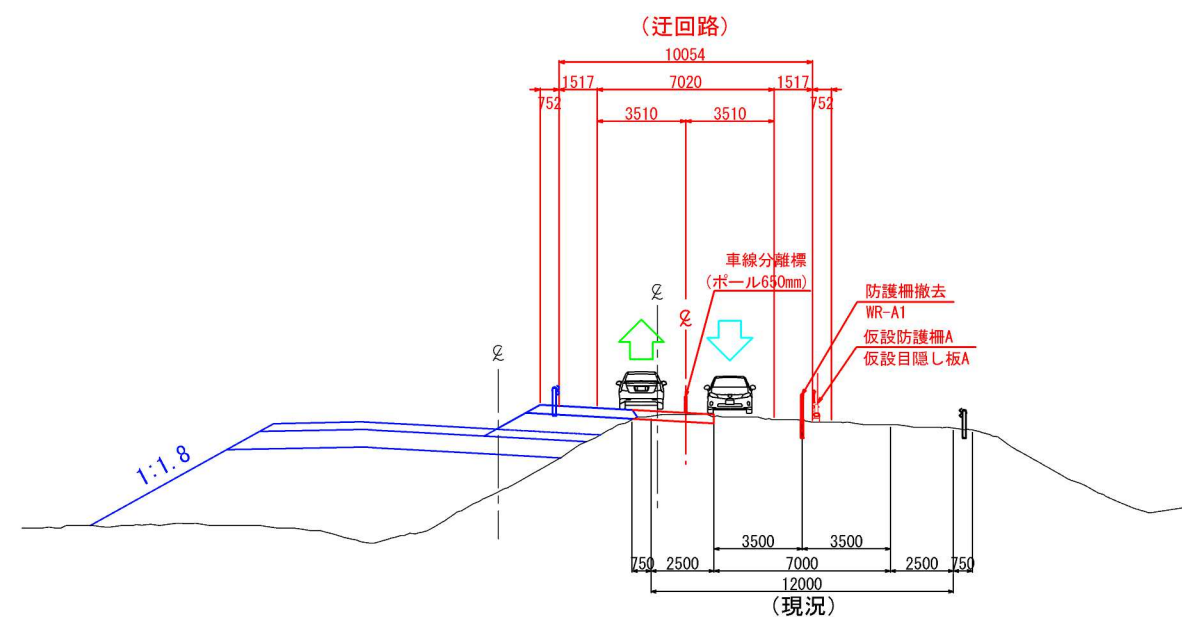 (迂回路)
10054
1517
7020
1517
752
752
3510
3510
車線分離標
(ポール650mm)
防護柵撤去
WR-A1
仮設防護柵A
仮設目隠し板A
℄
℄
℄
1:1.8
3500
3500
750
2500
7000
2500
750
12000
(現況)